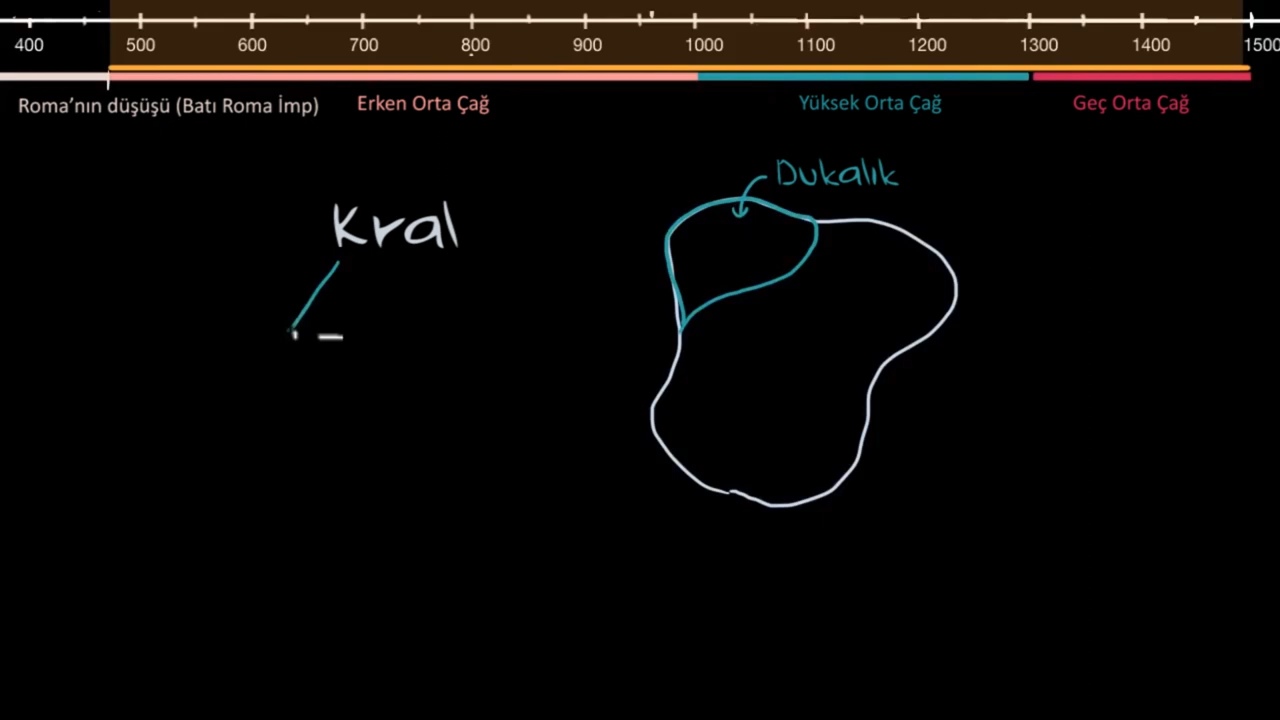 400 500 600 700 800 900 1000 1100 1200 1300 1400 1500
Roma’nın düşüşü (Batı Roma İmp) Erken Orta Çağ Yüksek Orta Çağ Geç Orta Çağ
Dukalık
Kral